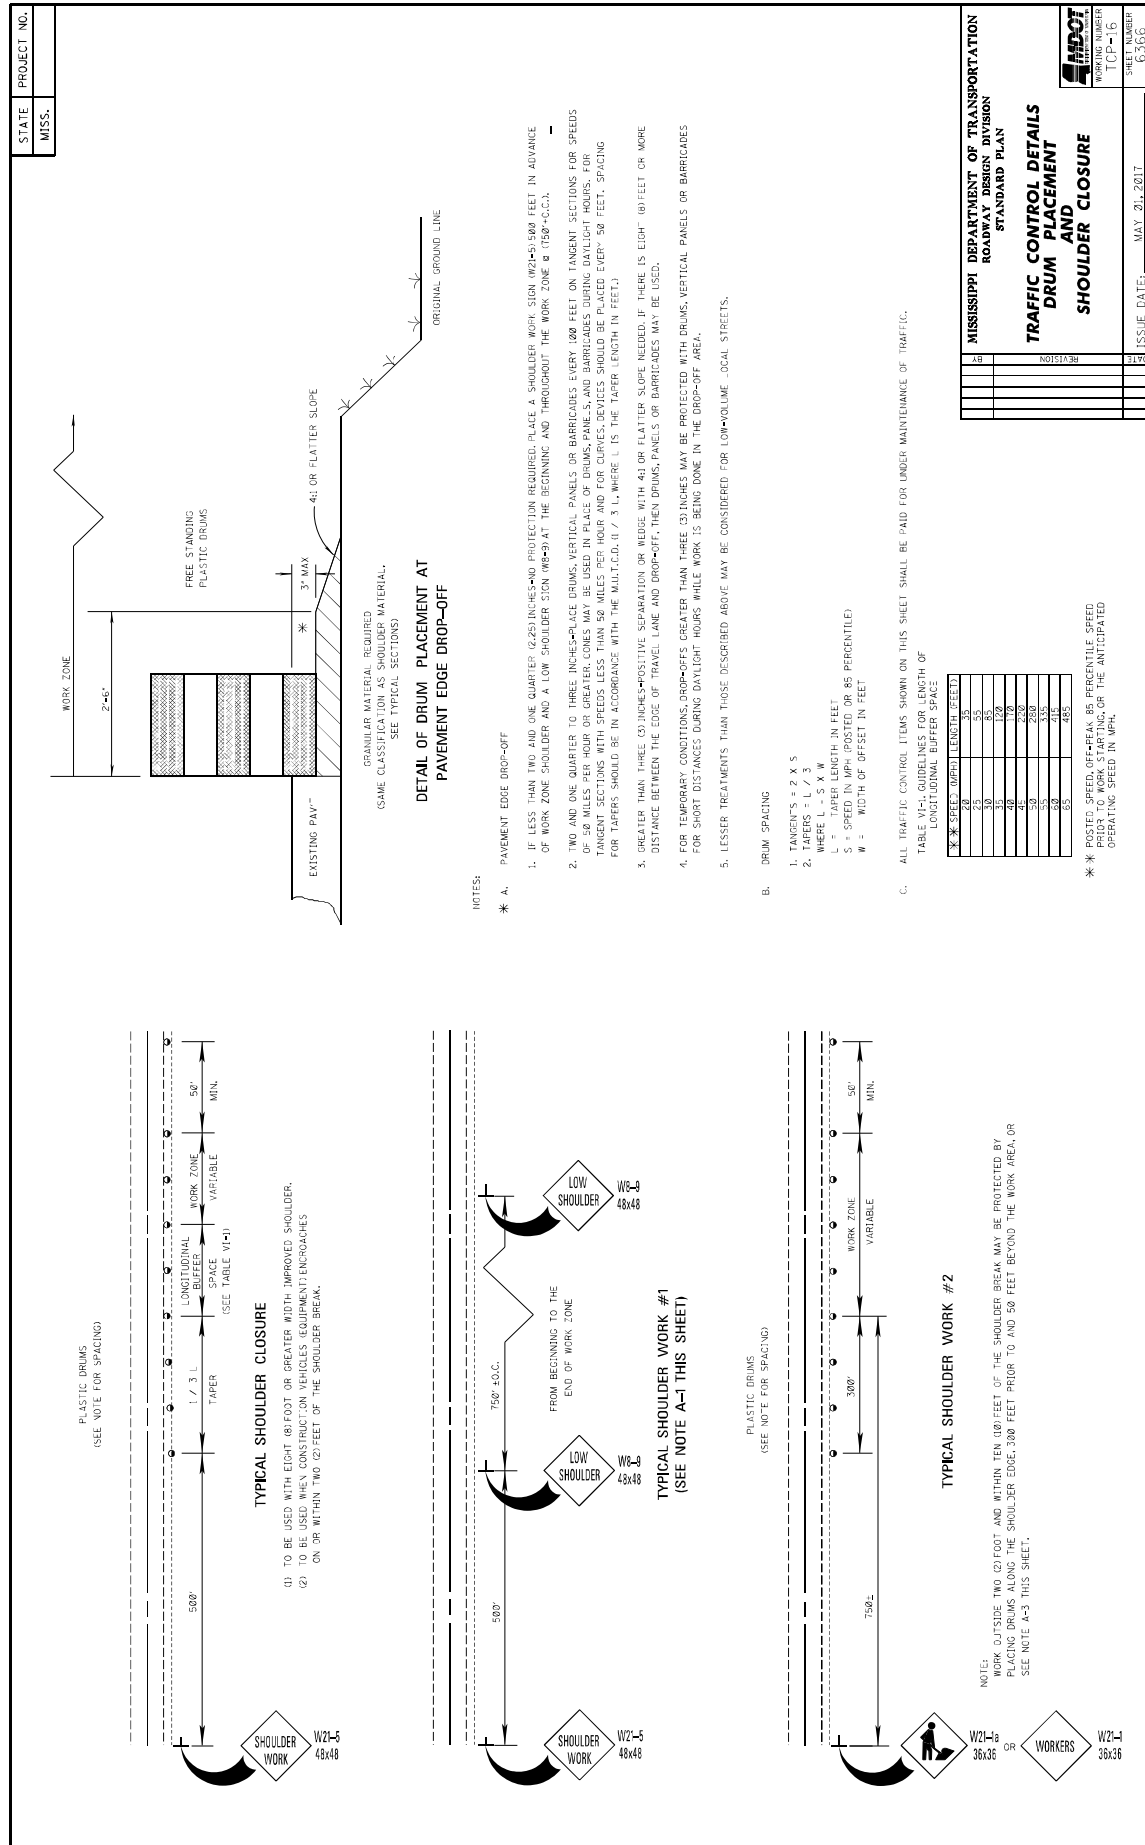 STATE PROJECT NO.
MISS.
PLASTIC DRUMS
(SEE NOTE FOR SPACING)
500'
1 / 3 L
TAPER
LONGITUDINAL
BUFFER
SPACE
(SEE TABLE VI-1)
WORK ZONE
VARIABLE
50'
MIN.
SHOULDER
WORK
W21-5
48x48
TYPICAL SHOULDER CLOSURE
(1) TO BE USED WITH EIGHT (8) FOOT OR GREATER WIDTH IMPROVED SHOULDER.
(2) TO BE USED WHEN CONSTRUCTION VEHICLES (EQUIPMENT) ENCROACHES
ON OR WITHIN TWO (2) FEET OF THE SHOULDER BREAK.
500'
750' ±O.C.
FROM BEGINNING TO THE
END OF WORK ZONE
SHOULDER
WORK
W21-5
48x48
LOW
SHOULDER
W8-9
48x48
LOW
SHOULDER
W8-9
48x48
TYPICAL SHOULDER WORK #1
(SEE NOTE A-1 THIS SHEET)
PLASTIC DRUMS
(SEE NOTE FOR SPACING)
300'
WORK ZONE
VARIABLE
50'
MIN.
750±
TYPICAL SHOULDER WORK #2
W21-1a
36x36
OR
WORKERS
W21-1
36x36
NOTE:
WORK OUTSIDE TWO (2) FOOT AND WITHIN TEN (10) FEET OF THE SHOULDER BREAK MAY BE PROTECTED BY
PLACING DRUMS ALONG THE SHOULDER EDGE, 300 FEET PRIOR TO AND 50 FEET BEYOND THE WORK AREA, OR
SEE NOTE A-3 THIS SHEET.
WORK ZONE
2'-6"
FREE STANDING
PLASTIC DRUMS
* 3" MAX
4:1 OR FLATTER SLOPE
ORIGINAL GROUND LINE
EXISTING PAV'
GRANULAR MATERIAL REQUIRED
(SAME CLASSIFICATION AS SHOULDER MATERIAL,
SEE TYPICAL SECTIONS)
DETAIL OF DRUM PLACEMENT AT
PAVEMENT EDGE DROP-OFF
NOTES:
* A. PAVEMENT EDGE DROP-OFF
1. IF LESS THAN TWO AND ONE QUARTER (2.25) INCHES-NO PROTECTION REQUIRED. PLACE A SHOULDER WORK SIGN (W21-5) 500 FEET IN ADVANCE
OF WORK ZONE SHOULDER AND A LOW SHOULDER SIGN (W8-9) AT THE BEGINNING AND THROUGHOUT THE WORK ZONE @ (750'+C.C.).
2. TWO AND ONE QUARTER TO THREE INCHES-PLACE DRUMS, VERTICAL PANELS OR BARRICADES EVERY 100 FEET ON TANGENT SECTIONS FOR SPEEDS
OF 50 MILES PER HOUR OR GREATER. CONES MAY BE USED IN PLACE OF DRUMS, PANELS, AND BARRICADES DURING DAYLIGHT HOURS. FOR
TANGENT SECTIONS WITH SPEEDS LESS THAN 50 MILES PER HOUR AND FOR CURVES, DEVICES SHOULD BE PLACED EVERY 50 FEET. SPACING
FOR TAPERS SHOULD BE IN ACCORDANCE WITH THE M.U.T.C.D. (1 / 3 L, WHERE L IS THE TAPER LENGTH IN FEET.)
3. GREATER THAN THREE (3) INCHES-POSITIVE SEPARATION OR WEDGE WITH 4:1 OR FLATTER SLOPE NEEDED. IF THERE IS EIGHT (8) FEET OR MORE
DISTANCE BETWEEN THE EDGE OF TRAVEL LANE AND DROP-OFF, THEN DRUMS, PANELS OR BARRICADES MAY BE USED.
4. FOR TEMPORARY CONDITIONS, DROP-OFFS GREATER THAN THREE (3) INCHES MAY BE PROTECTED WITH DRUMS, VERTICAL PANELS OR BARRICADES
FOR SHORT DISTANCES DURING DAYLIGHT HOURS WHILE WORK IS BEING DONE IN THE DROP-OFF AREA.
5. LESSER TREATMENTS THAN THOSE DESCRIBED ABOVE MAY BE CONSIDERED FOR LOW-VOLUME LOCAL STREETS.
B. DRUM SPACING
1. TANGENTS = 2 X S
2. TAPERS = L / 3
WHERE L - S X W
L = TAPER LENGTH IN FEET
S = SPEED IN MPH (POSTED OR 85 PERCENTILE)
W = WIDTH OF OFFSET IN FEET
C. ALL TRAFFIC CONTROL ITEMS SHOWN ON THIS SHEET SHALL BE PAID FOR UNDER MAINTENANCE OF TRAFFIC.
TABLE VI-1. GUIDELINES FOR LENGTH OF
LONGITUDINAL BUFFER SPACE
** SPEED (MPH) LENGTH (FEET)
20 35
25 55
30 85
35 120
40 170
45 220
50 280
55 335
60 415
65 485
** POSTED SPEED, OFF-PEAK 85 PERCENTILE SPEED
PRIOR TO WORK STARTING, OR THE ANTICIPATED
OPERATING SPEED IN MPH.
BY
REVISION
DATE
MISSISSIPPI DEPARTMENT OF TRANSPORTATION
ROADWAY DESIGN DIVISION
STANDARD PLAN
TRAFFIC CONTROL DETAILS
DRUM PLACEMENT
AND
SHOULDER CLOSURE
MDOT
WORKING NUMBER
TCP-16
SHEET NUMBER
6366
ISSUE DATE: MAY 01, 2017